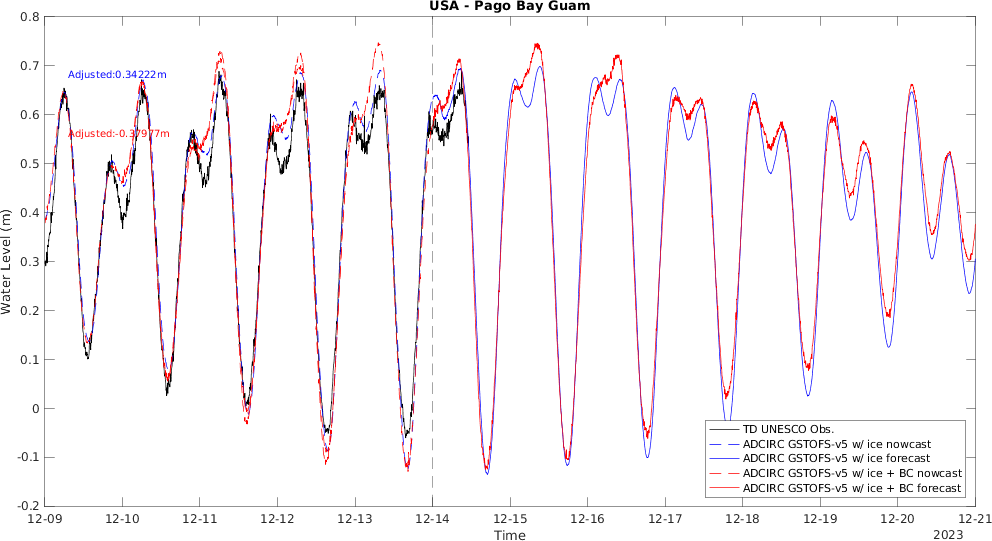 USA - Pago Bay Guam
0.8
0.7
0.6
0.5
0.4
0.3
0.2
0.1
0
-0.1
-0.2
Water Level (m)
Adjusted:0.34222m
Adjusted:-0.37977m
TD UNESCO Obs.
ADCIRC GSTOFS-v5 w/ ice nowcast
ADCIRC GSTOFS-v5 w/ ice forecast
ADCIRC GSTOFS-v5 w/ ice + BC nowcast
ADCIRC GSTOFS-v5 w/ ice + BC forecast
12-09 12-10 12-11 12-12 12-13 12-14 12-15 12-16 12-17 12-18 12-19 12-20 12-21
Time
2023